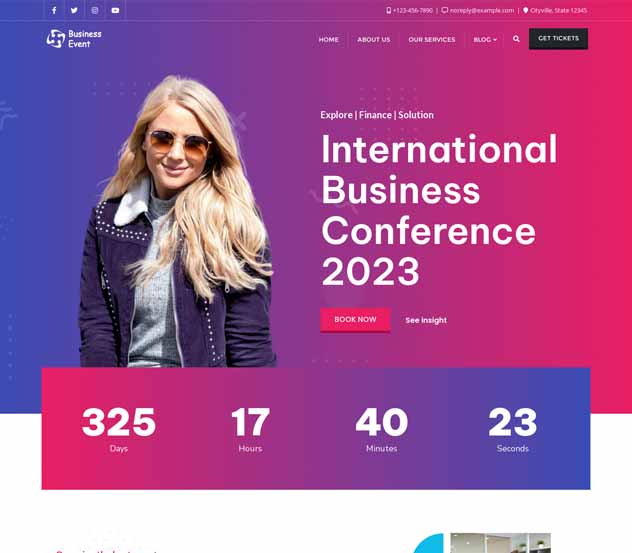 +123-456-7890 | noreply@example.com | Cityville, State 12345
Business
Event
HOME
ABOUT US
OUR SERVICES
BLOG
GET TICKETS
Explore | Finance | Solution
International
Business
Conference
2023
BOOK NOW
See insight
325 17 40 23
Days Hours Minutes Seconds